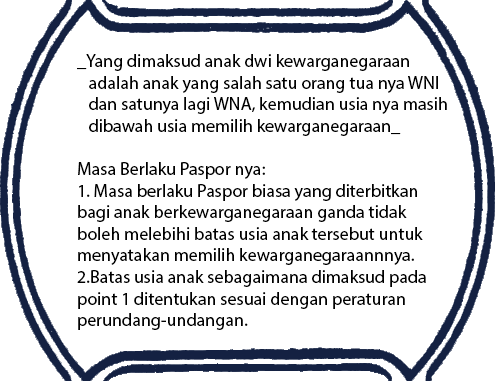 _Yang dimaksud anak dwi kewarganegaraan
adalah anak yang salah satu orang tua nya WNI
dan satunya lagi WNA, kemudian usia nya masih
dibawah usia memilih kewarganegaraan_
Masa Berlaku Paspor nya:
1. Masa berlaku Paspor biasa yang diterbitkan
bagi anak berkewarganegaraan ganda tidak
boleh melebihi batas usia anak tersebut untuk
menyatakan memilih kewarganegaraannnya.
2.Batas usia anak sebagaimana dimaksud pada
point 1 ditentukan sesuai dengan peraturan
perundang-undangan.